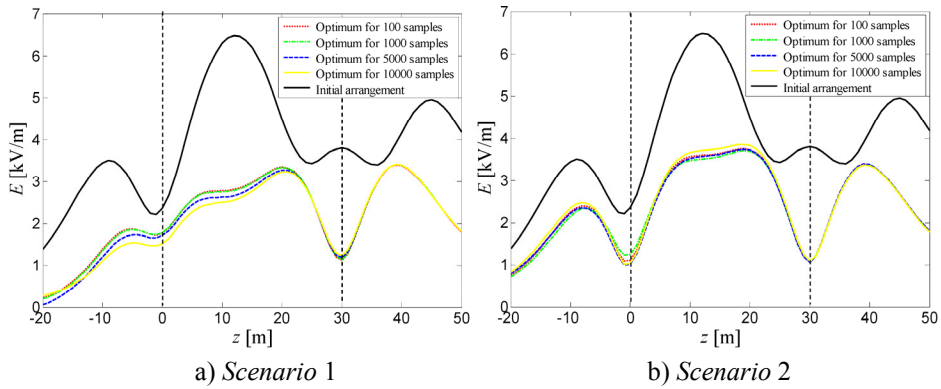 7
6
5
4
3
2
1
0
E [kV/m]
-20 -10 0 10 20 30 40 50
z [m]
Optimum for 100 samples
Optimum for 1000 samples
Optimum for 5000 samples
Optimum for 10000 samples
Initial arrangement
a) Scenario 1
7
6
5
4
3
2
1
0
E [kV/m]
-20 -10 0 10 20 30 40 50
z [m]
Optimum for 100 samples
Optimum for 1000 samples
Optimum for 5000 samples
Optimum for 10000 samples
Initial arrangement
b) Scenario 2